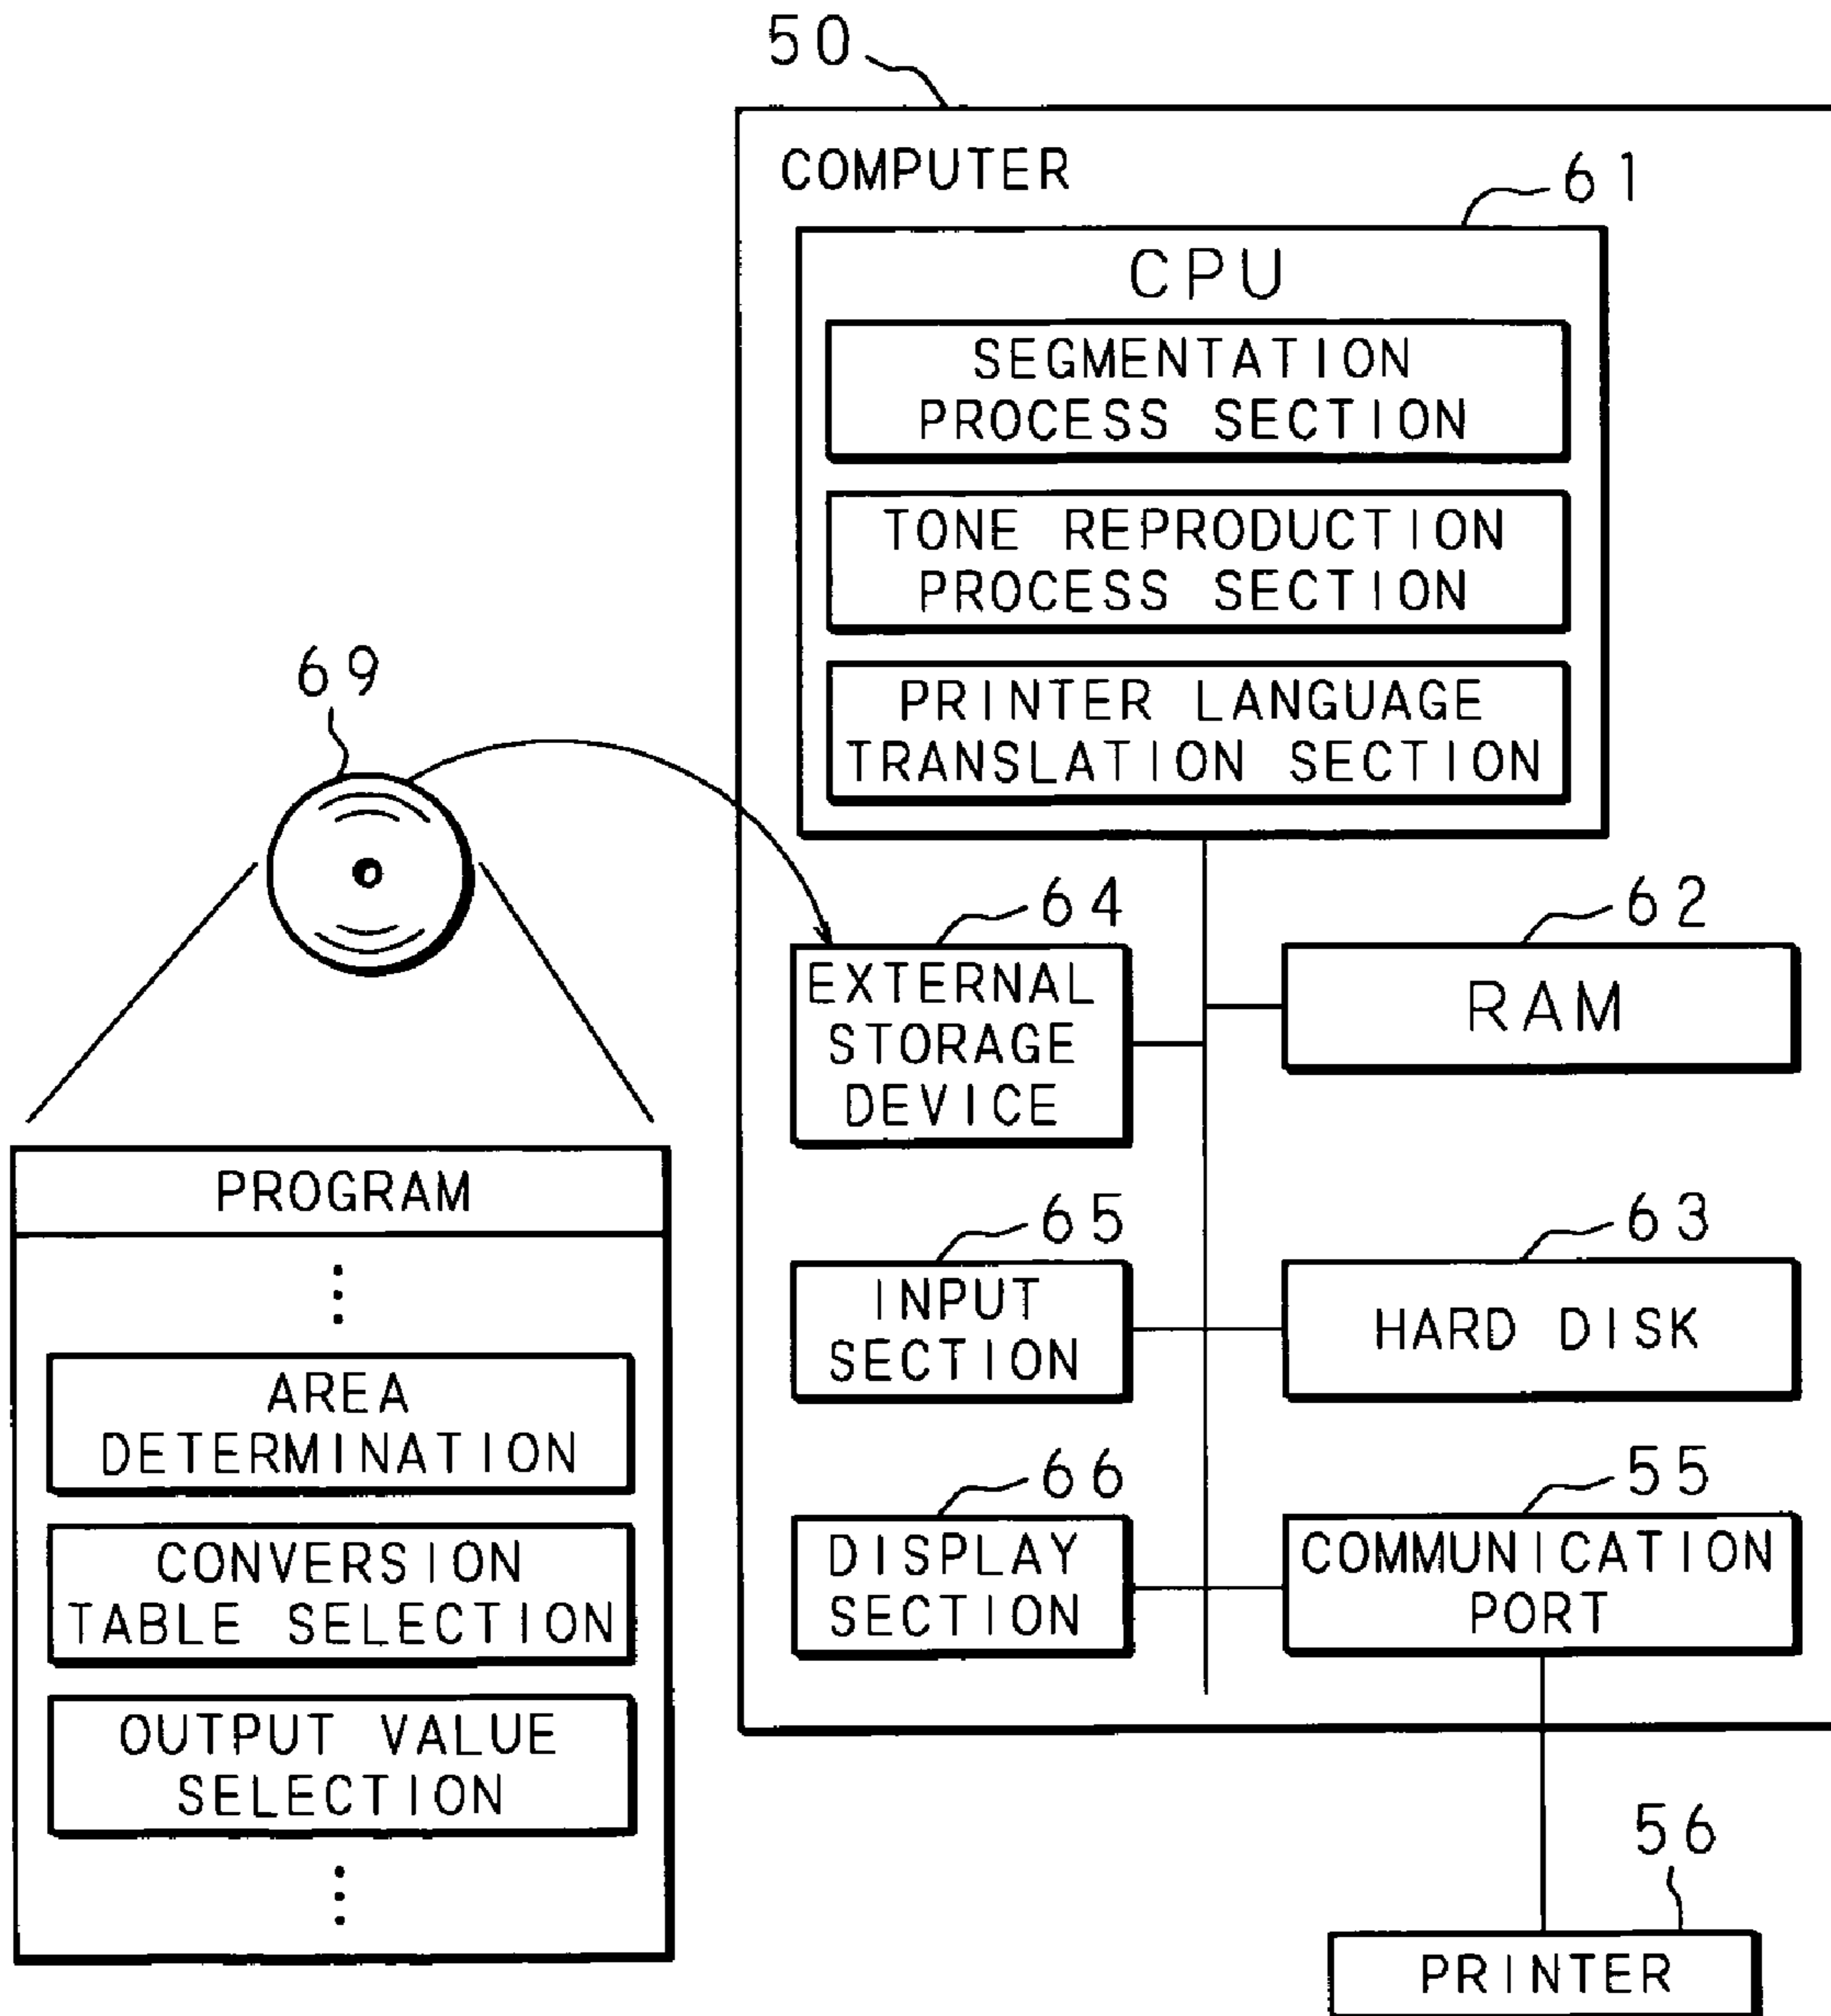 50
COMPUTER
61
CPU
SEGMENTATION
PROCESS SECTION
TONE REPRODUCTION
PROCESS SECTION
PRINTER LANGUAGE
TRANSLATION SECTION
69
64
EXTERNAL
STORAGE
DEVICE
62
RAM
65
INPUT
SECTION
63
HARD DISK
66
DISPLAY
SECTION
55
COMMUNICATION
PORT
56
PRINTER
PROGRAM
AREA
DETERMINATION
CONVERSION
TABLE SELECTION
OUTPUT VALUE
SELECTION